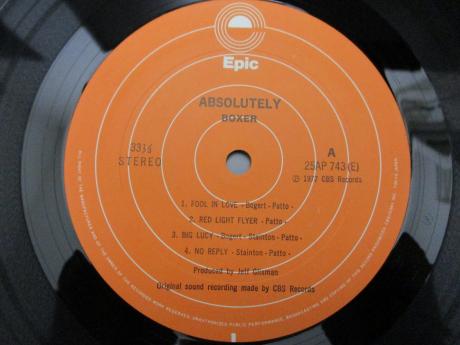 Epic
ABSOLUTELY
BOXER
33⅓
STEREO
A
25AP 743(E)
Ⓟ 1977 CBS Records
1. FOOL IN LOVE -Bogert-Patto-
2. RED LIGHT FLYER -Patto-
3. BIG LUCY -Bogert-Stainton-Patto-
4. NO REPLY -Stainton-Patto-
Produced by Jeff Glixman
Original sound recording made by CBS Records